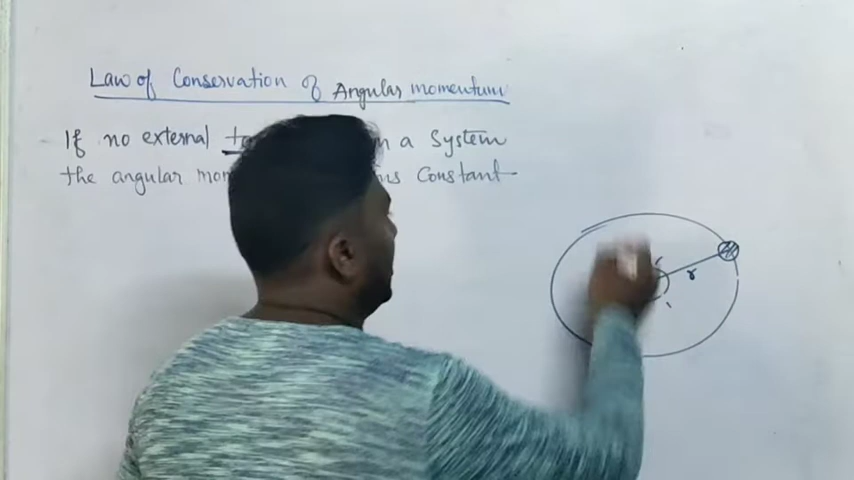 Law of Conservation of Angular momentum
If no external a System
the angular Constant
r